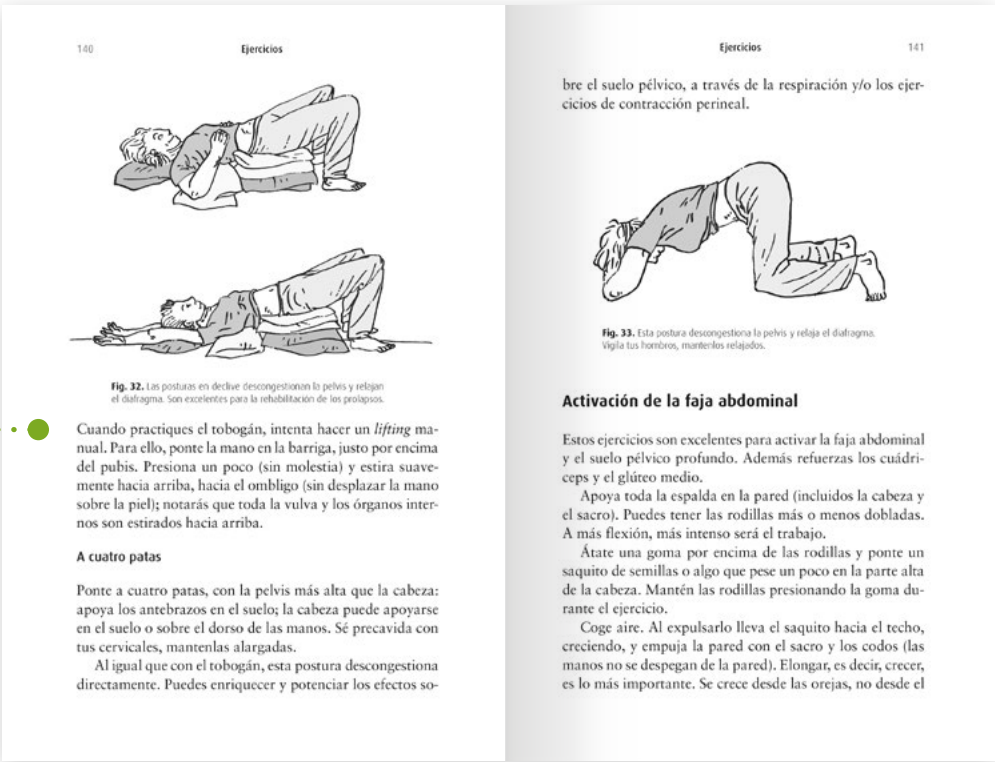 140
Ejercicios
Fig. 32. Las posturas en declive descongestionan la pelvis y relajan
el diafragma. Son excelentes para la rehabilitación de los prolapsos.
Cuando practiques el tobogán, intenta hacer un lifting ma-
nual. Para ello, ponte la mano en la barriga, justo por encima
del pubis. Presiona un poco (sin molestia) y estira suave-
mente hacia arriba, hacia el ombligo (sin desplazar la mano
sobre la piel); notarás que toda la vulva y los órganos inter-
nos son estirados hacia arriba.
A cuatro patas
Ponte a cuatro patas, con la pelvis más alta que la cabeza:
apoya los antebrazos en el suelo; la cabeza puede apoyarse
en el suelo o sobre el dorso de las manos. Sé precavida con
tus cervicales, mantenlas alargadas.
Al igual que con el tobogán, esta postura descongestiona
directamente. Puedes enriquecer y potenciar los efectos so-
Ejercicios
141
bre el suelo pélvico, a través de la respiración y/o los ejer-
cicios de contracción perineal.
Fig. 33. Esta postura descongestiona la pelvis y relaja el diafragma.
Vigila tus hombros, mantenlos relajados.
Activación de la faja abdominal
Estos ejercicios son excelentes para activar la faja abdominal
y el suelo pélvico profundo. Además refuerzas los cuádri-
ceps y el glúteo medio.
Apoya toda la espalda en la pared (incluidos la cabeza y
el sacro). Puedes tener las rodillas más o menos dobladas.
A más flexión, más intenso será el trabajo.
Átate una goma por encima de las rodillas y ponte un
saquito de semillas o algo que pese un poco en la parte alta
de la cabeza. Mantén las rodillas presionando la goma du-
rante el ejercicio.
Coge aire. Al expulsarlo lleva el saquito hacia el techo,
creciendo, y empuja la pared con el sacro y los codos (las
manos no se despegan de la pared). Elongar, es decir, crecer,
es lo más importante. Se crece desde las orejas, no desde el